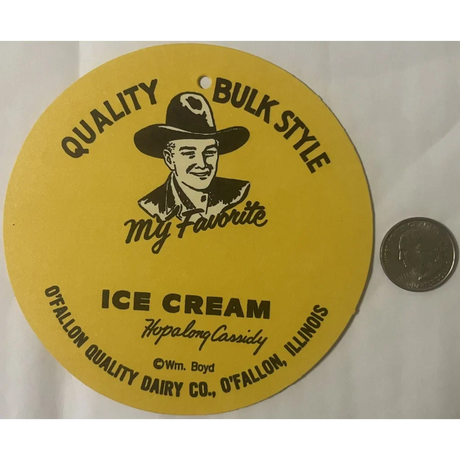 QUALITY BULK STYLE
My Favorite
ICE CREAM
Hopalong Cassidy
©Wm. Boyd
O'FALLON QUALITY DAIRY CO., O'FALLON, ILLINOIS